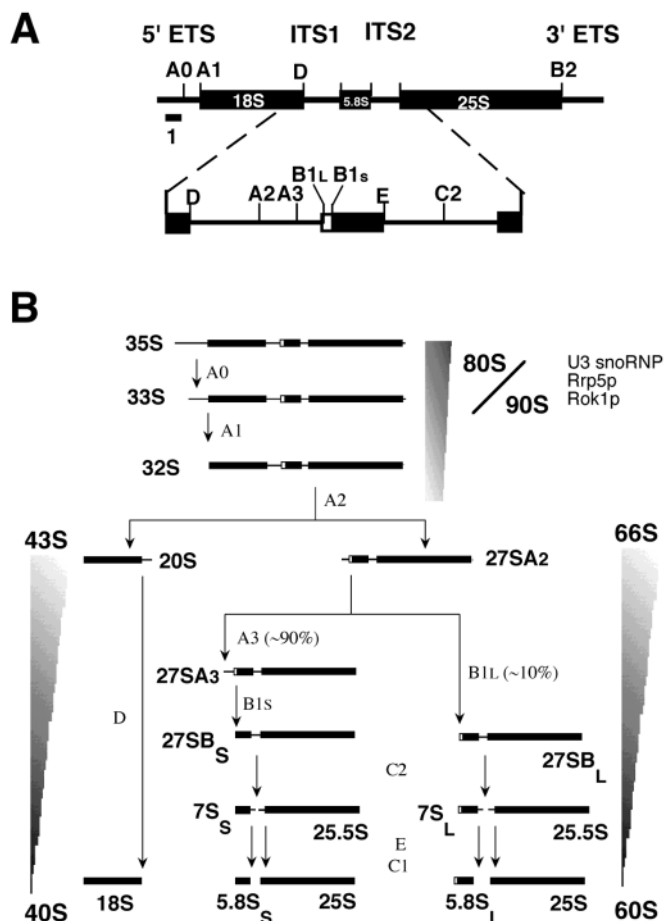 A
5' ETS ITS1 ITS2 3' ETS
A0 A1 D B2
18S 5.8S 25S
1
B1L B1s
D A2 A3 E C2
B
35S
A0
80S
U3 snoRNP
Rrp5p
Rok1p
33S
90S
A1
32S
A2
43S 66S
20S 27SA2
A3 (~90%)
B1L (~10%)
27SA3
D
B1S
27SBS
C2
27SBL
7SS 25.5S 7SL 25.5S
E
C1
40S 18S 5.8SS 25S 5.8SL 25S 60S